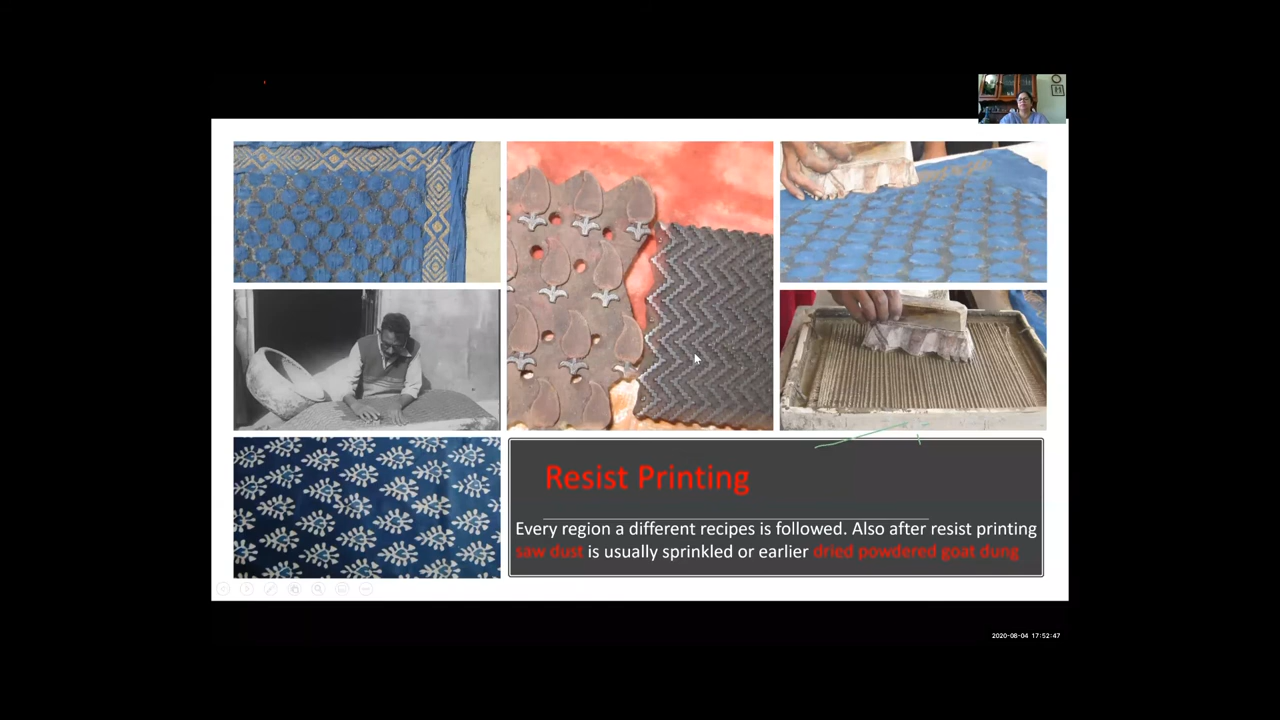 Resist Printing
Every region a different recipes is followed. Also after resist printing
saw dust is usually sprinkled or earlier dried powdered goat dung
2020-08-04 17:52:47